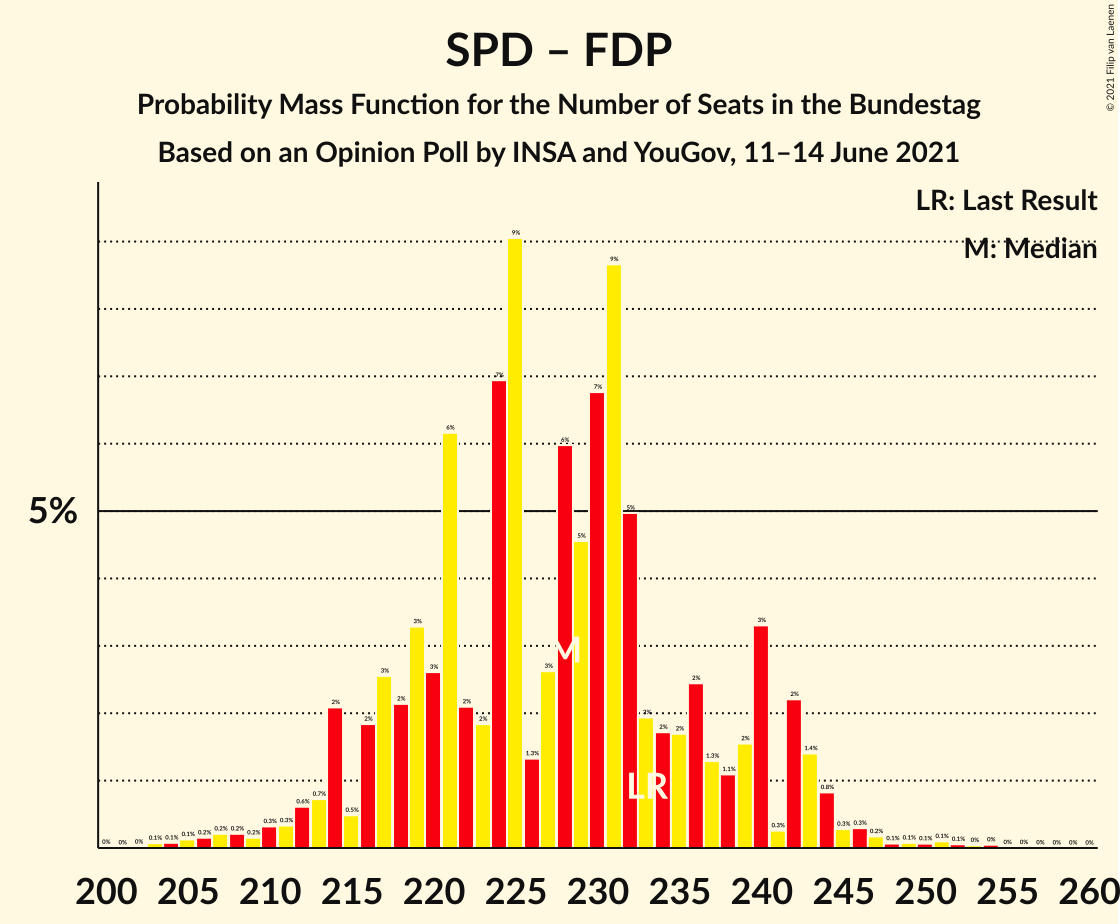 SPD – FDP
Probability Mass Function for the Number of Seats in the Bundestag
Based on an Opinion Poll by INSA and YouGov, 11–14 June 2021
© 2021 Filip van Laenen
LR: Last Result
M: Median
5%
0% 0% 0% 0.1% 0.1% 0.1% 0.2% 0.2% 0.2% 0.2% 0.3% 0.3% 0.6% 0.7% 2% 0.5% 2% 3% 2% 3% 3% 6% 2% 2% 7% 9% 1.3% 3% 6% 5% 7% 9% 5% 2% 2% 2% 2% 1.3% 1.1% 2% 3% 0.3% 2% 1.4% 0.8% 0.3% 0.3% 0.2% 0.1% 0.1% 0.1% 0.1% 0.1% 0% 0% 0% 0% 0% 0% 0% 0%
M
LR
200 205 210 215 220 225 230 235 240 245 250 255 260